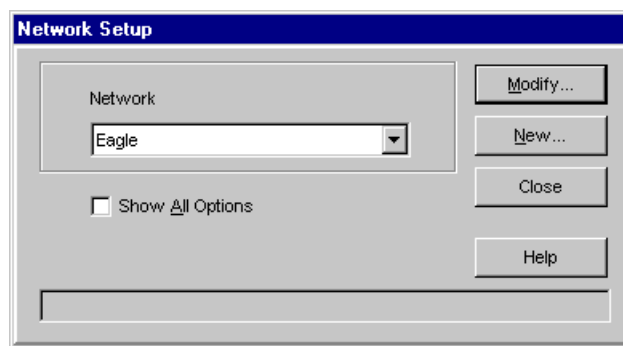 Network Setup
Network
Eagle
Show All Options
Modify...
New...
Close
Help